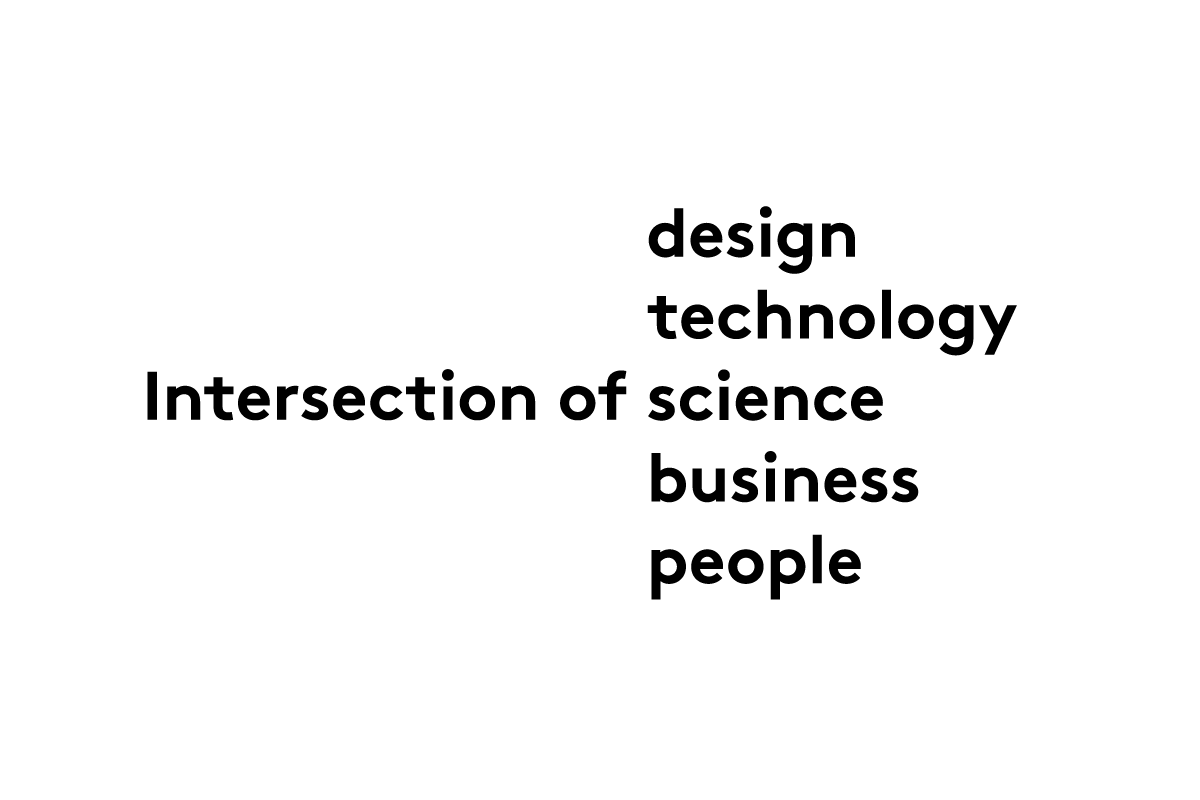 design
technology
Intersection of science
business
people